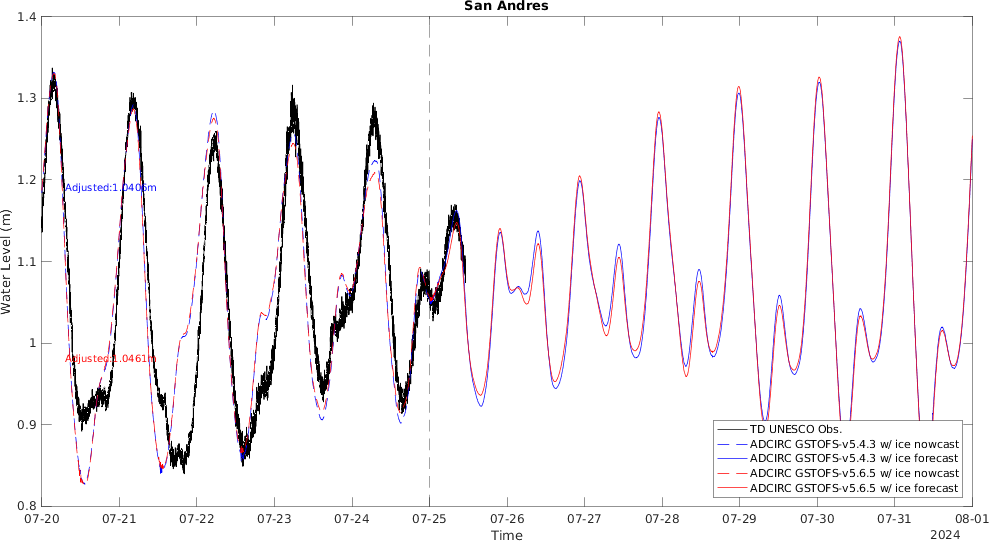 San Andres
Water Level (m)
1.4
1.3
1.2
1.1
1
0.9
0.8
Adjusted:1.0406m
Adjusted:1.0461m
TD UNESCO Obs.
ADCIRC GSTOFS-v5.4.3 w/ ice nowcast
ADCIRC GSTOFS-v5.4.3 w/ ice forecast
ADCIRC GSTOFS-v5.6.5 w/ ice nowcast
ADCIRC GSTOFS-v5.6.5 w/ ice forecast
07-20 07-21 07-22 07-23 07-24 07-25 07-26 07-27 07-28 07-29 07-30 07-31 08-01
Time
2024